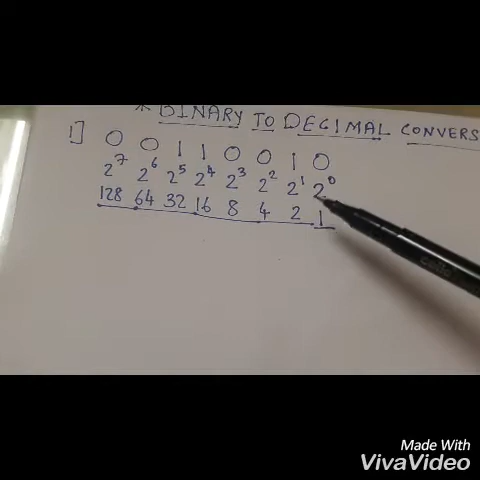 * BINARY TO DECIMAL CONVERS
1] 0 0 1 1 0 0 1 0
2⁷ 2⁶ 2⁵ 2⁴ 2³ 2² 2¹ 2⁰
128 64 32 16 8 4 2 1
cello
Made With
VivaVideo